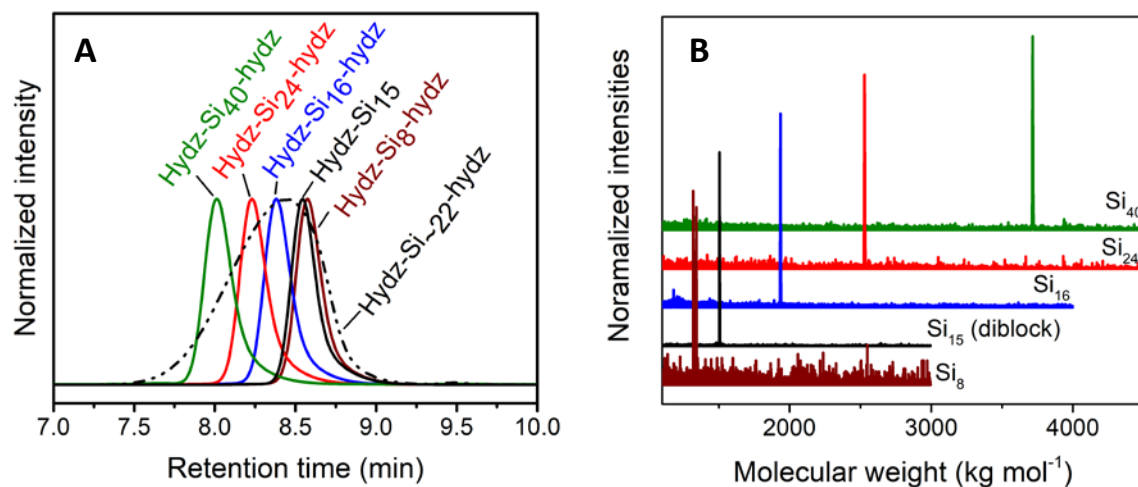 A
Normalized intensity
Hydz-Si40-hydz
Hydz-Si24-hydz
Hydz-Si16-hydz
Hydz-Si15
Hydz-Si8-hydz
Hydz-Si~22-hydz
7.0 7.5 8.0 8.5 9.0 9.5 10.0
Retention time (min)
B
Noramalized intensities
Si40
Si24
Si16
Si15 (diblock)
Si8
2000 3000 4000
Molecular weight (kg mol-1)